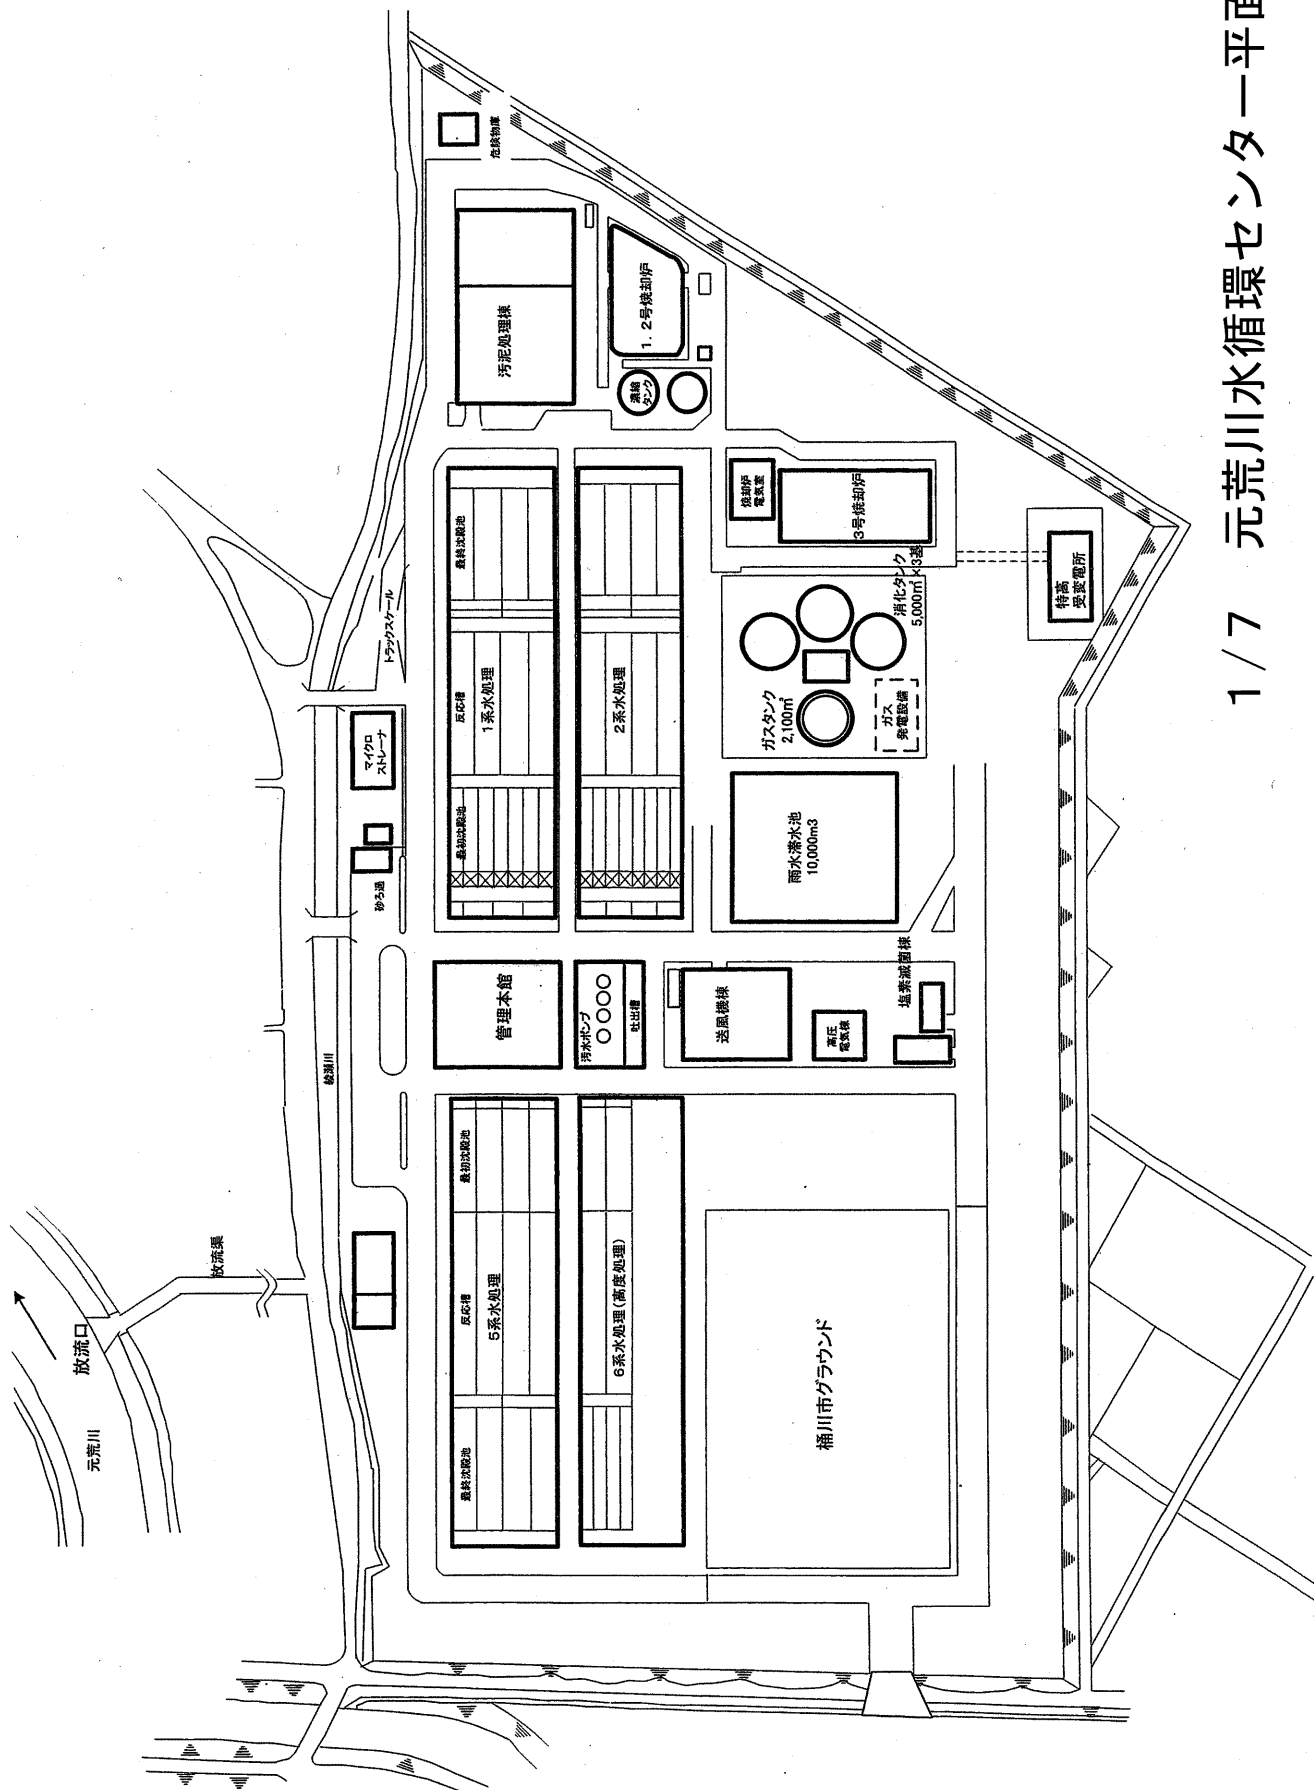 1/7 元荒川水循環センター平面
危険物庫
汚泥処理棟
1.2号焼却炉
濃縮
タンク
焼却炉
電気室
3号焼却炉
特高
受変電所
トラックスケール
最終沈殿池
反応槽
1系水処理
最初沈殿池
2系水処理
消化タンク
5,000㎥×3基
ガスタンク
2,100㎥
ガス
発電設備
マイクロ
ストレーナ
砂ろ過
雨水滞水池
10,000m3
綾瀬川
管理本館
汚水ポンプ
吐出槽
送風機棟
高圧
電気棟
塩素滅菌棟
最初沈殿池
反応槽
5系水処理
最終沈殿池
6系水処理(高度処理)
桶川市グラウンド
放流渠
放流口
元荒川